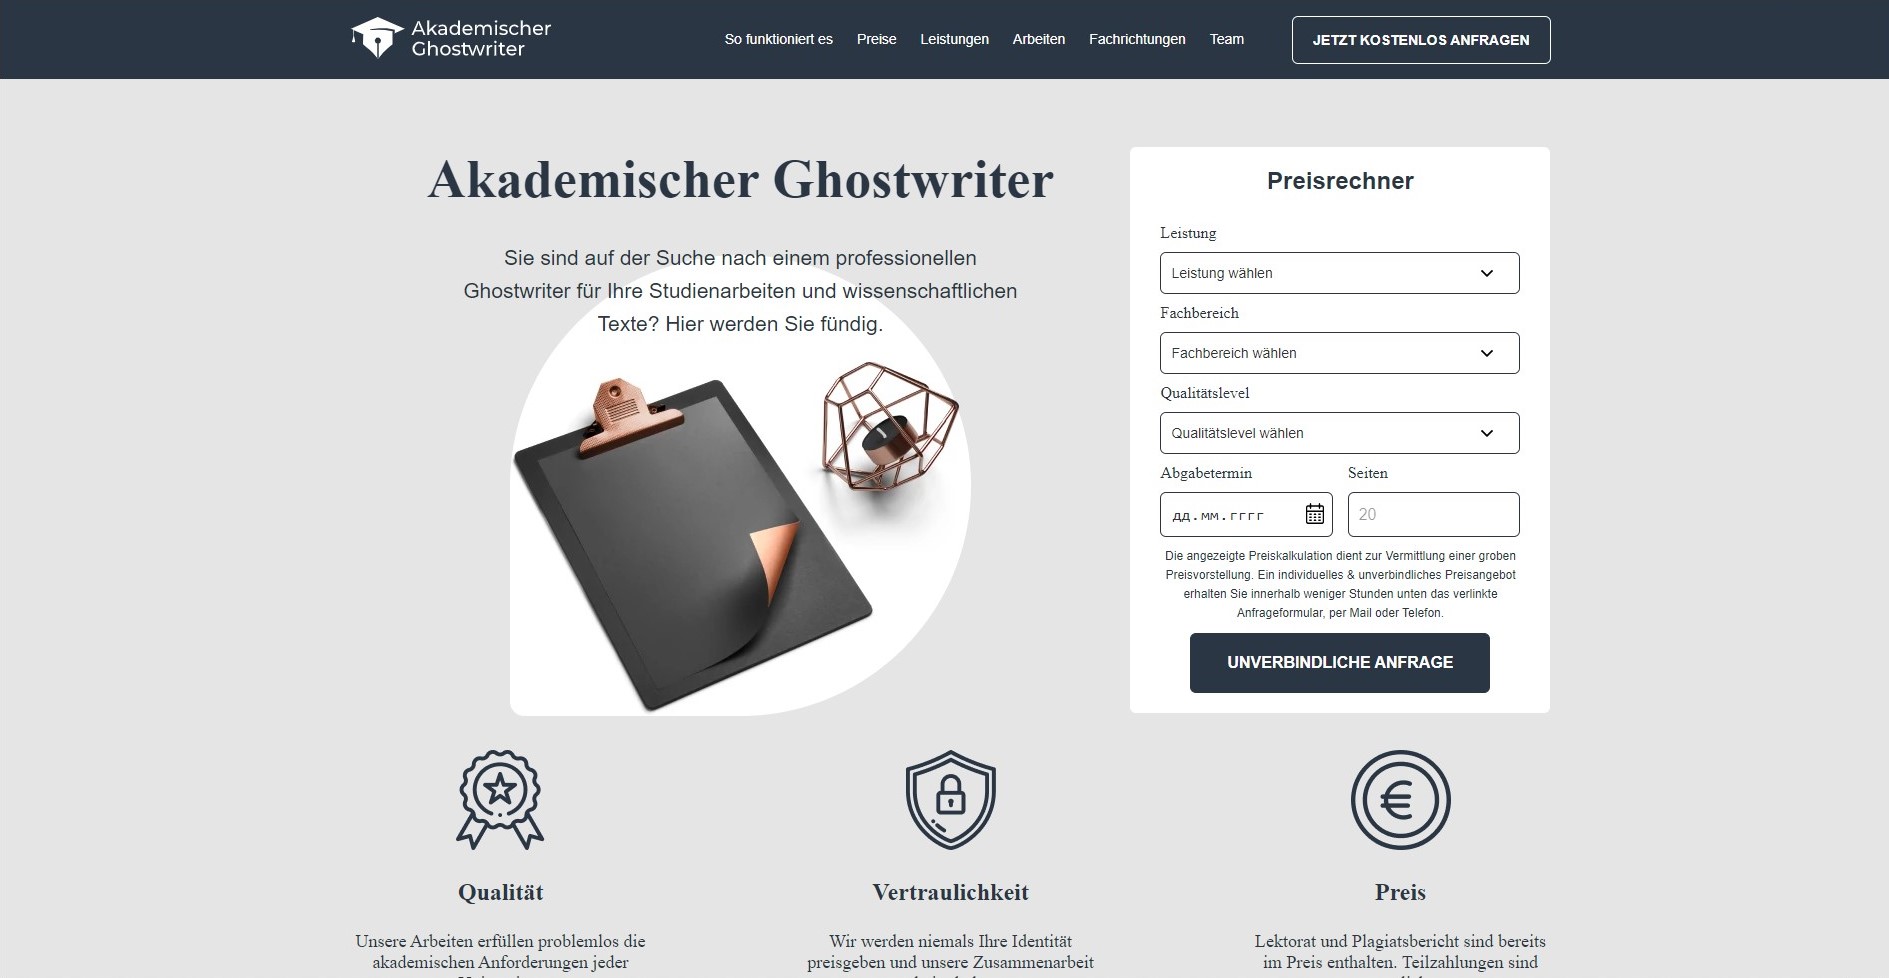 Akademischer
Ghostwriter
So funktioniert es
Preise
Leistungen
Arbeiten
Fachrichtungen
Team
JETZT KOSTENLOS ANFRAGEN
Akademischer Ghostwriter
Sie sind auf der Suche nach einem professionellen
Ghostwriter für Ihre Studienarbeiten und wissenschaftlichen
Texte? Hier werden Sie fündig.
Preisrechner
Leistung
Leistung wählen
Fachbereich
Fachbereich wählen
Qualitätslevel
Qualitätslevel wählen
Abgabetermin
Seiten
дд.мм.гггг
20
Die angezeigte Preiskalkulation dient zur Vermittlung einer groben
Preisvorstellung. Ein individuelles & unverbindliches Preisangebot
erhalten Sie innerhalb weniger Stunden unten das verlinkte
Anfrageformular, per Mail oder Telefon.
UNVERBINDLICHE ANFRAGE
Qualität
Unsere Arbeiten erfüllen problemlos die
akademischen Anforderungen jeder
Vertraulichkeit
Wir werden niemals Ihre Identität
preisgeben und unsere Zusammenarbeit
Preis
Lektorat und Plagiatsbericht sind bereits
im Preis enthalten. Teilzahlungen sind